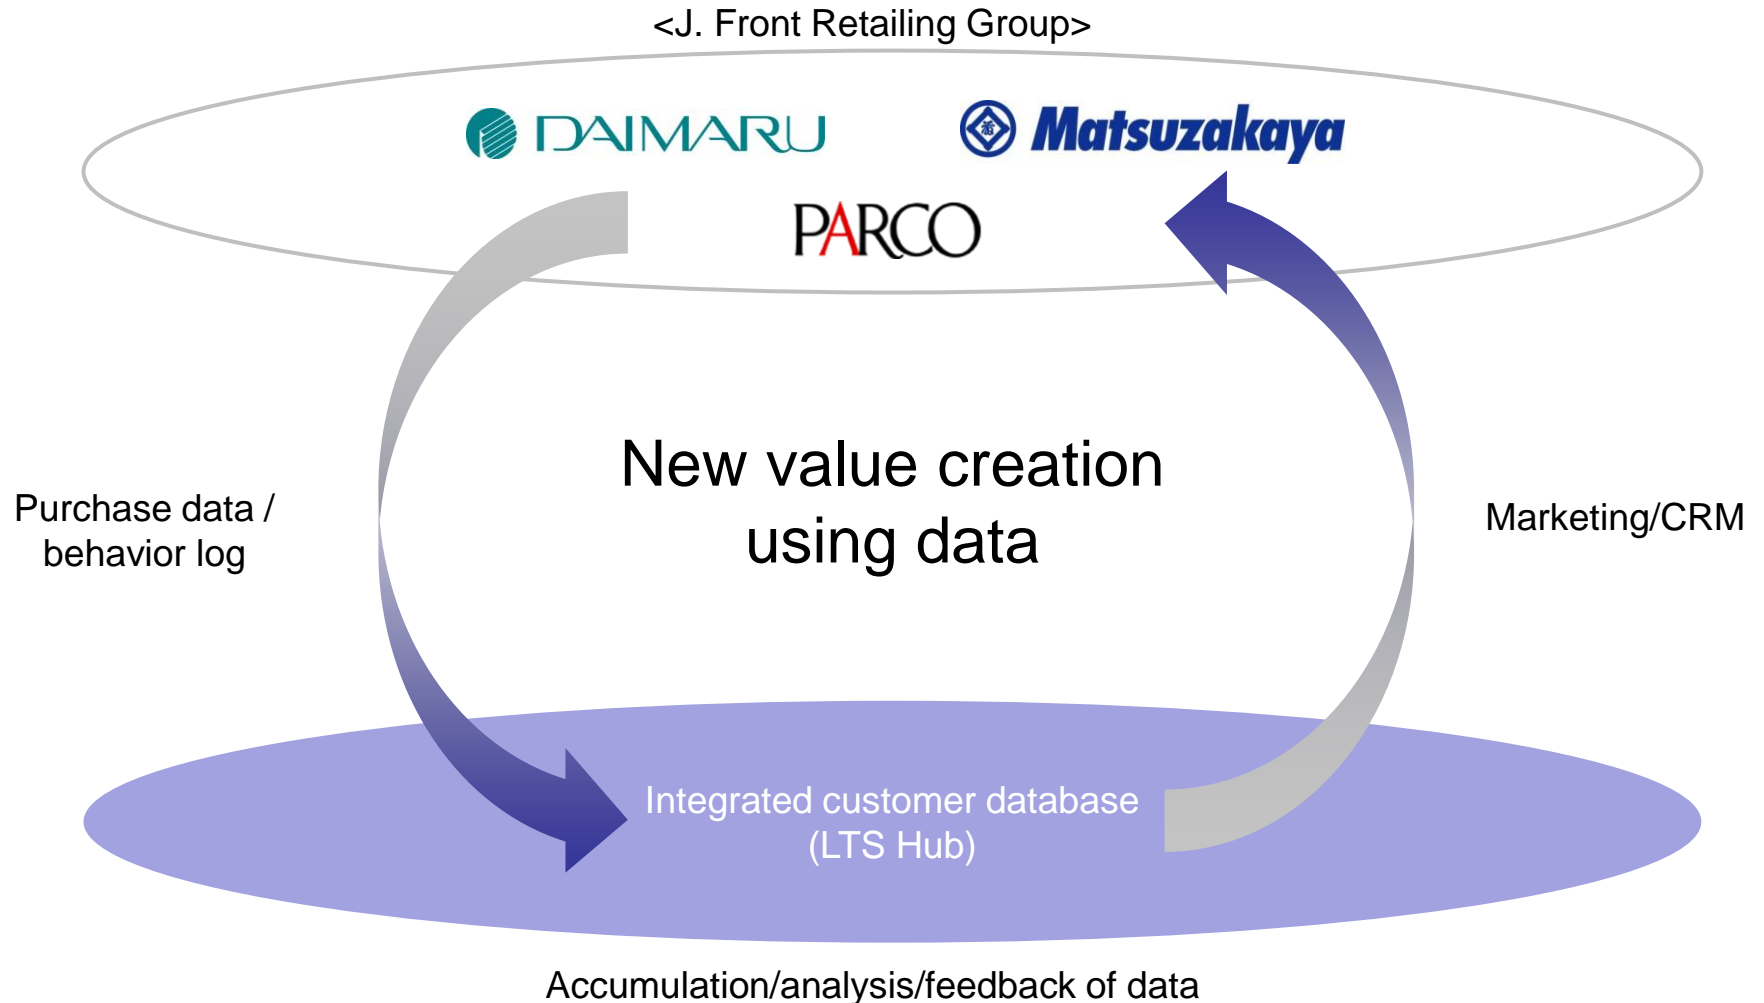 <J. Front Retailing Group>
DAIMARU
Matsuzakaya
PARCO
New value creation
using data
Purchase data /
behavior log
Marketing/CRM
Integrated customer database
(LTS Hub)
Accumulation/analysis/feedback of data